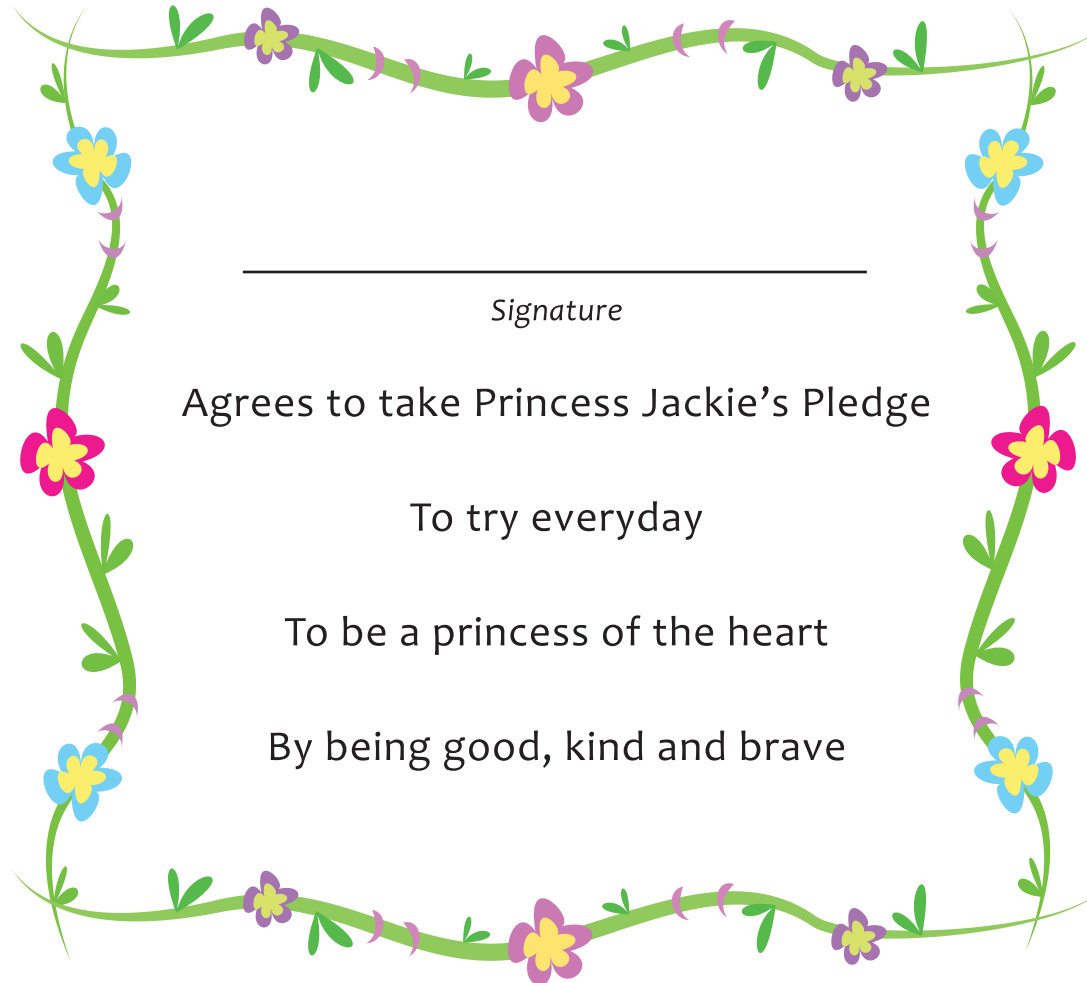 Signature
Agrees to take Princess Jackie’s Pledge
To try everyday
To be a princess of the heart
By being good, kind and brave